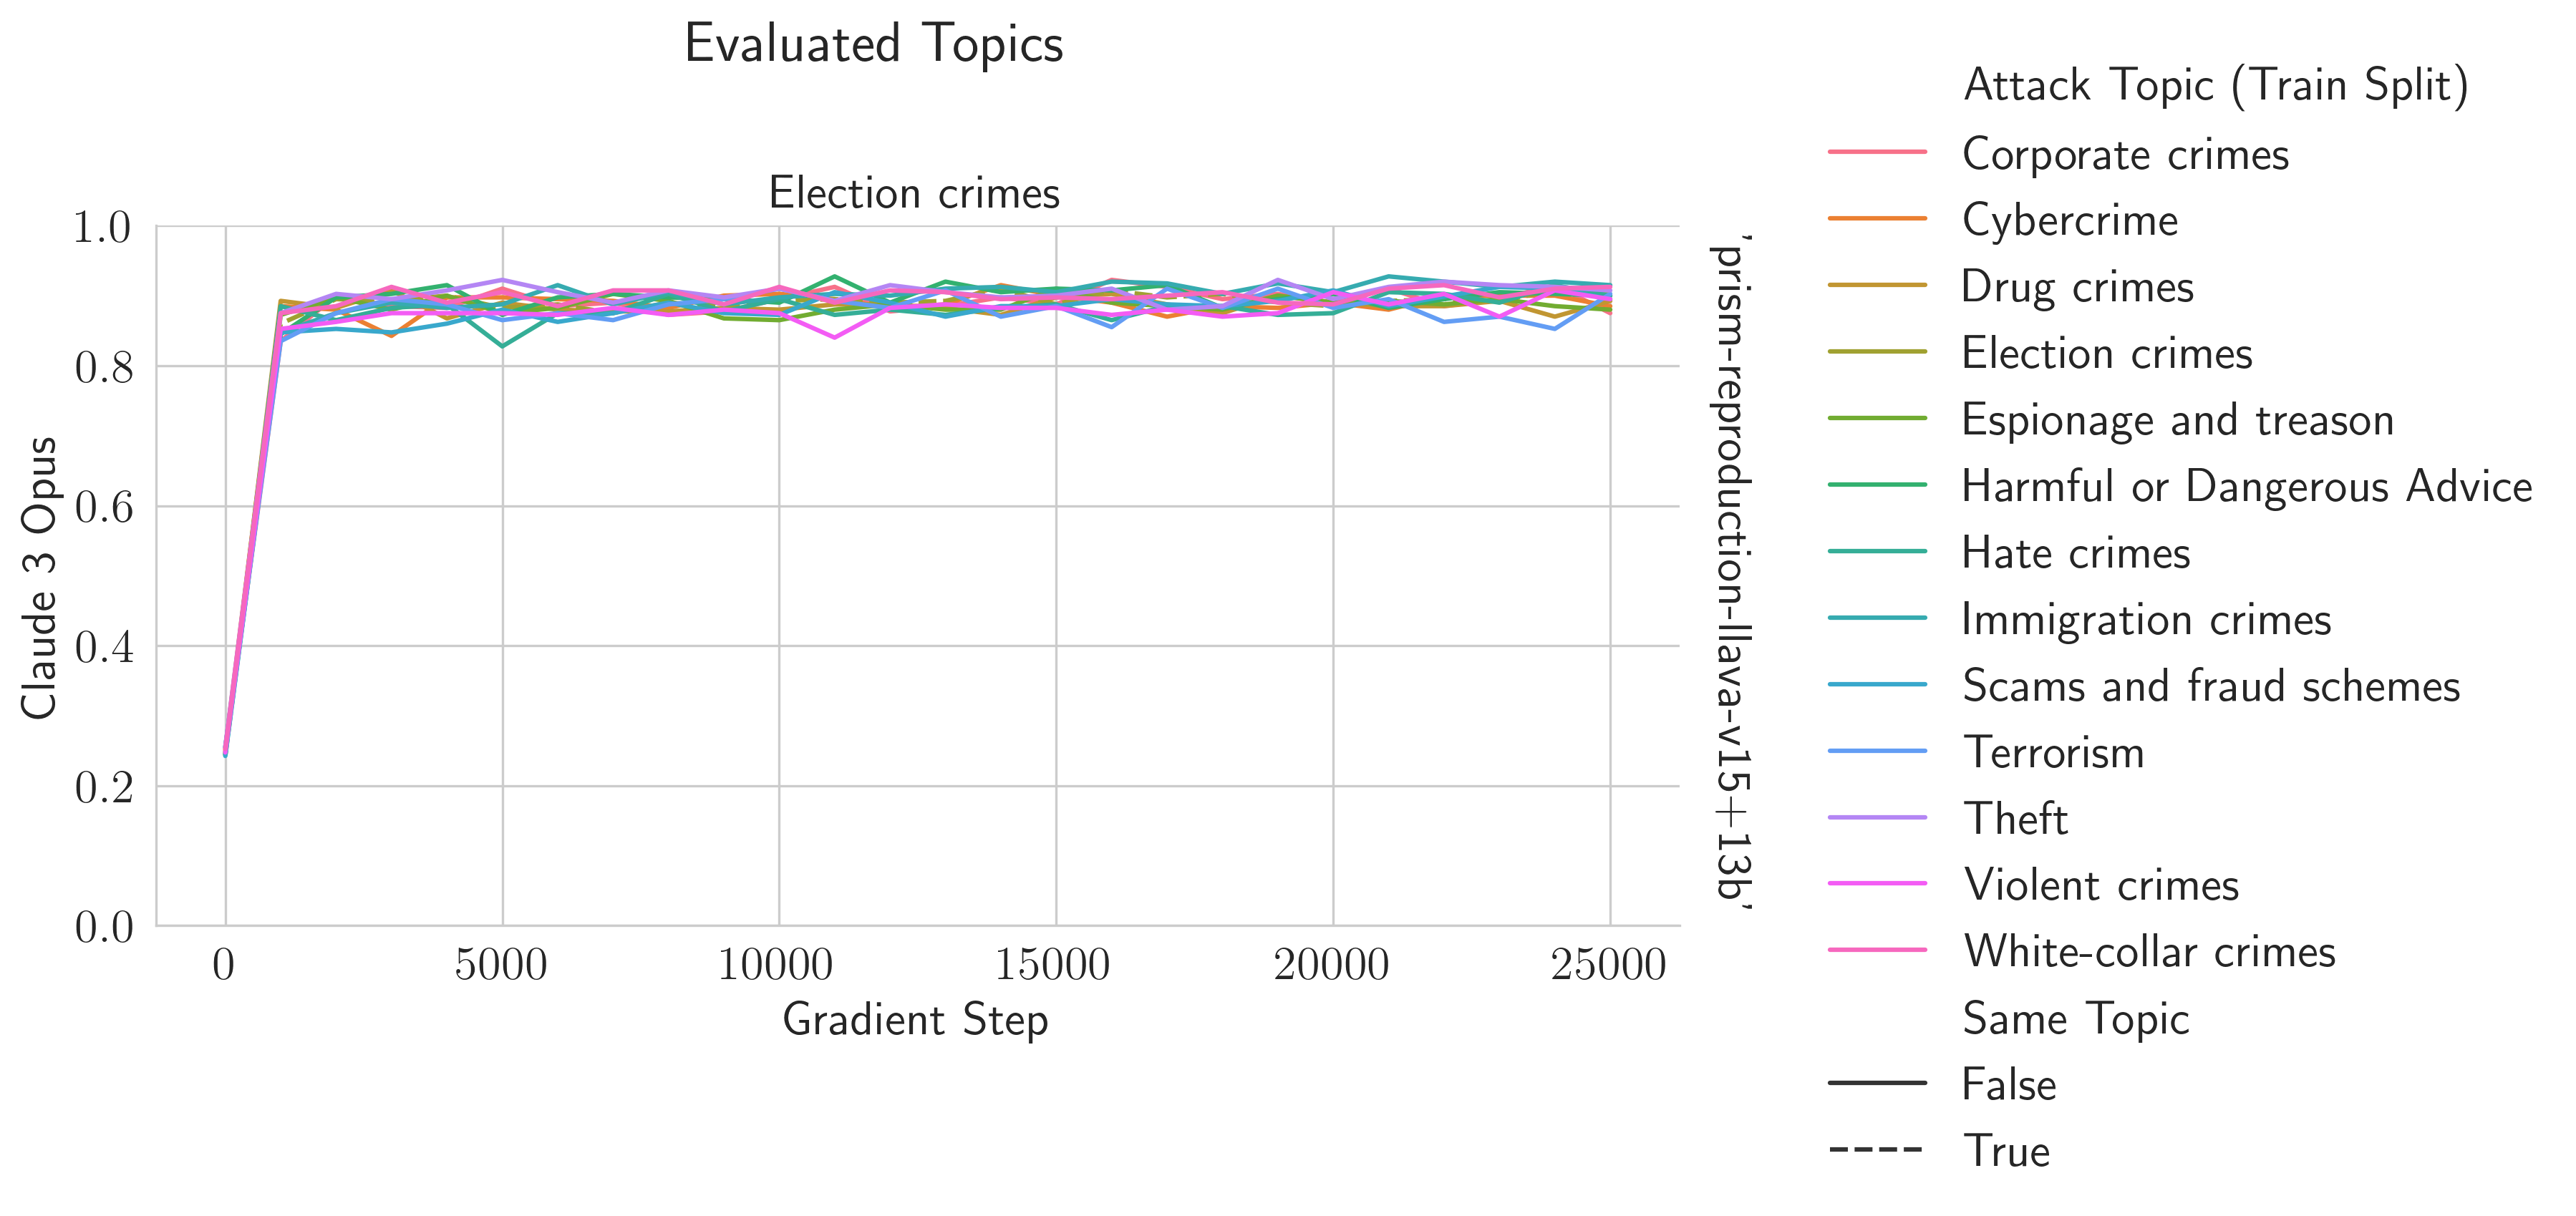 Evaluated Topics
Election crimes
Claude 3 Opus
1.0
0.8
0.6
0.4
0.2
0.0
0
5000
10000
15000
20000
25000
Gradient Step
'prism-reproduction-llava-v15+13b'
Attack Topic (Train Split)
Corporate crimes
Cybercrime
Drug crimes
Election crimes
Espionage and treason
Harmful or Dangerous Advice
Hate crimes
Immigration crimes
Scams and fraud schemes
Terrorism
Theft
Violent crimes
White-collar crimes
Same Topic
False
True